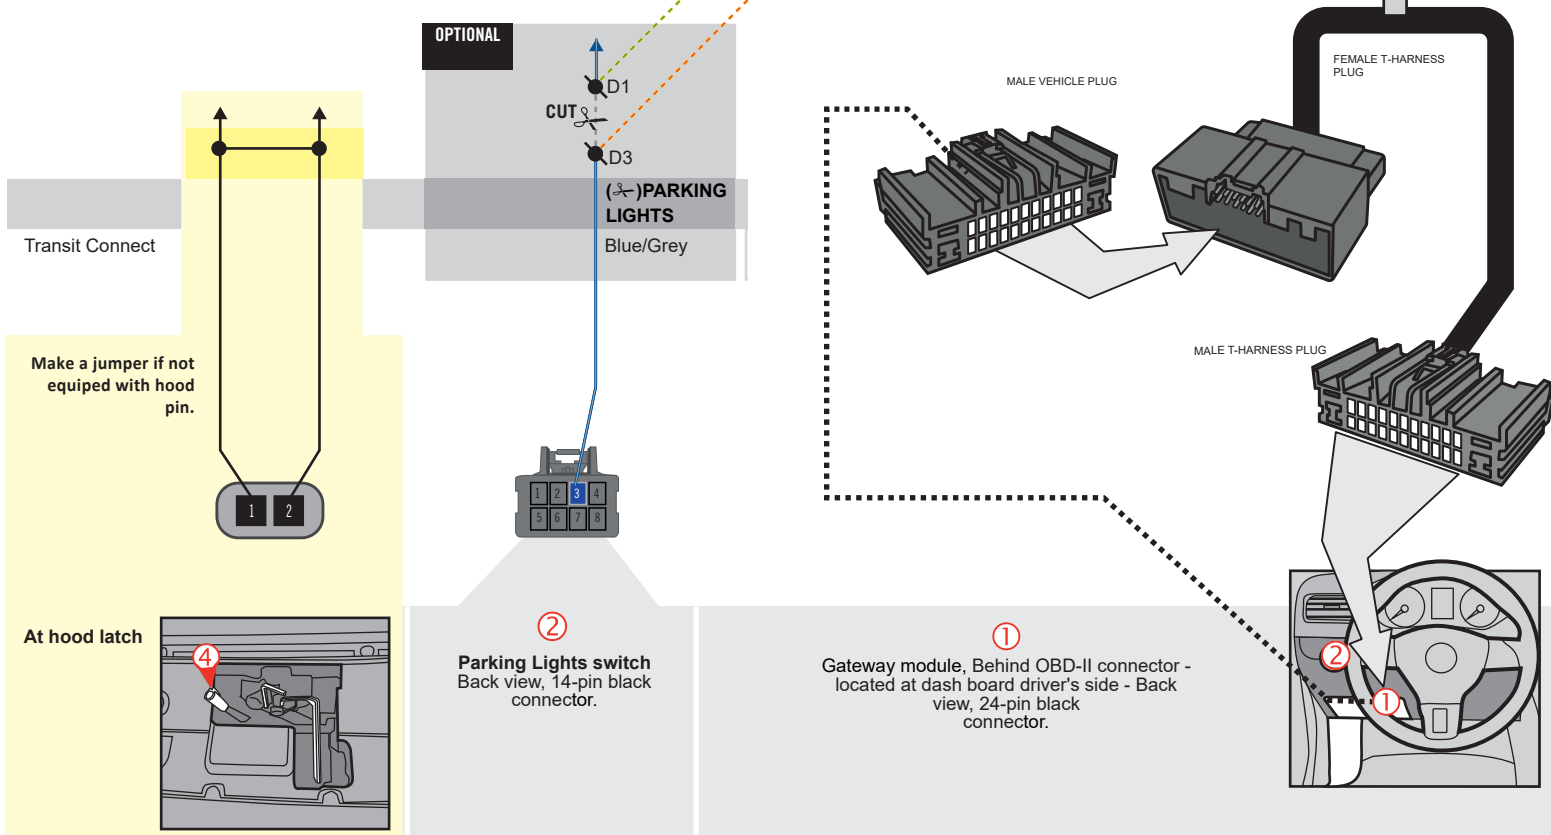 OPTIONAL
D1
CUT
D3
(✂)PARKING
LIGHTS
Blue/Grey
Transit Connect
Make a jumper if not
equiped with hood
pin.
1 2
At hood latch
4
1 2 3 4
5 6 7 8
2
Parking Lights switch
Back view, 14-pin black
connector.
MALE VEHICLE PLUG
FEMALE T-HARNESS
PLUG
MALE T-HARNESS PLUG
1
Gateway module, Behind OBD-II connector -
located at dash board driver's side - Back
view, 24-pin black
connector.
2
1